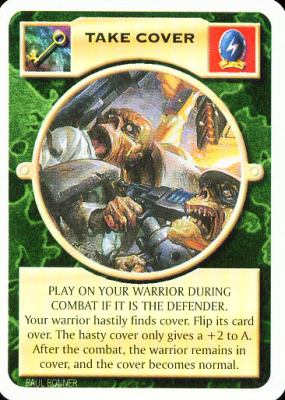 TAKE COVER
PLAY ON YOUR WARRIOR DURING
COMBAT IF IT IS THE DEFENDER.
Your warrior hastily finds cover. Flip its card
over. The hasty cover only gives a +2 to A.
After the combat, the warrior remains in
cover, and the cover becomes normal.
PAUL BONNER